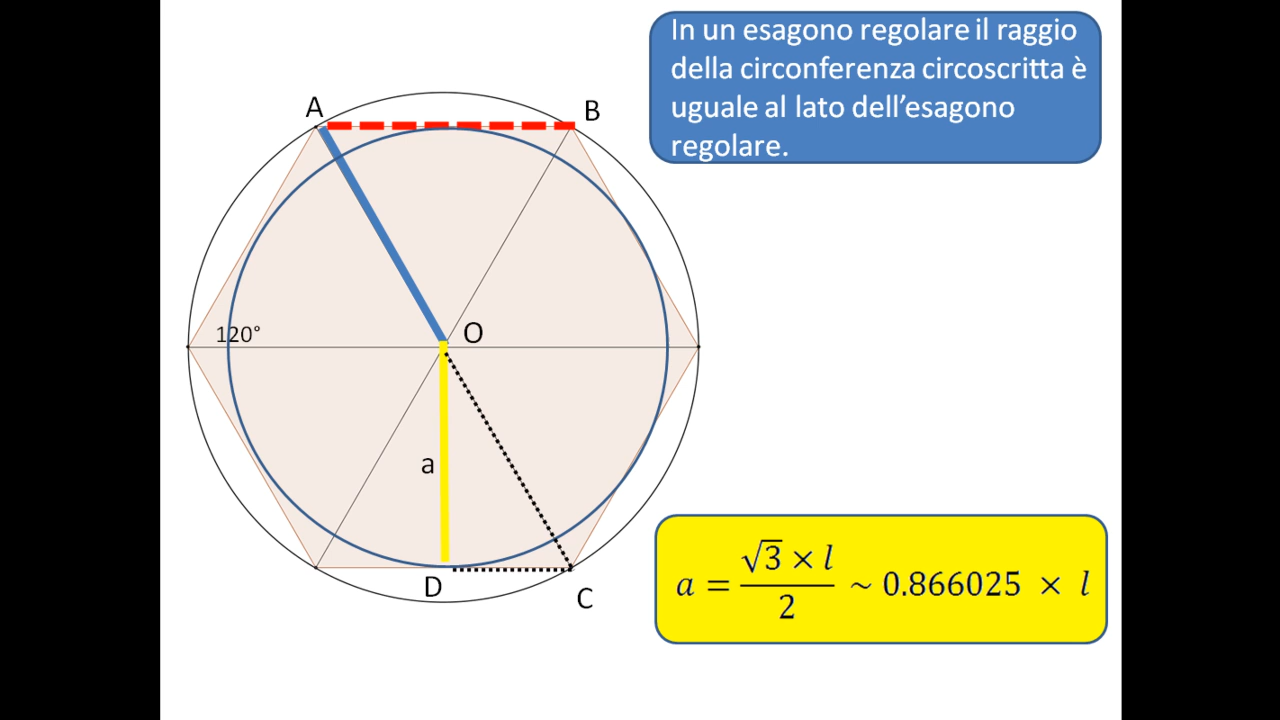 In un esagono regolare il raggio
della circonferenza circoscritta è
uguale al lato dell’esagono
regolare.
A
B
120°
O
a
D
C
a = √3 × l / 2 ~ 0.866025 × l